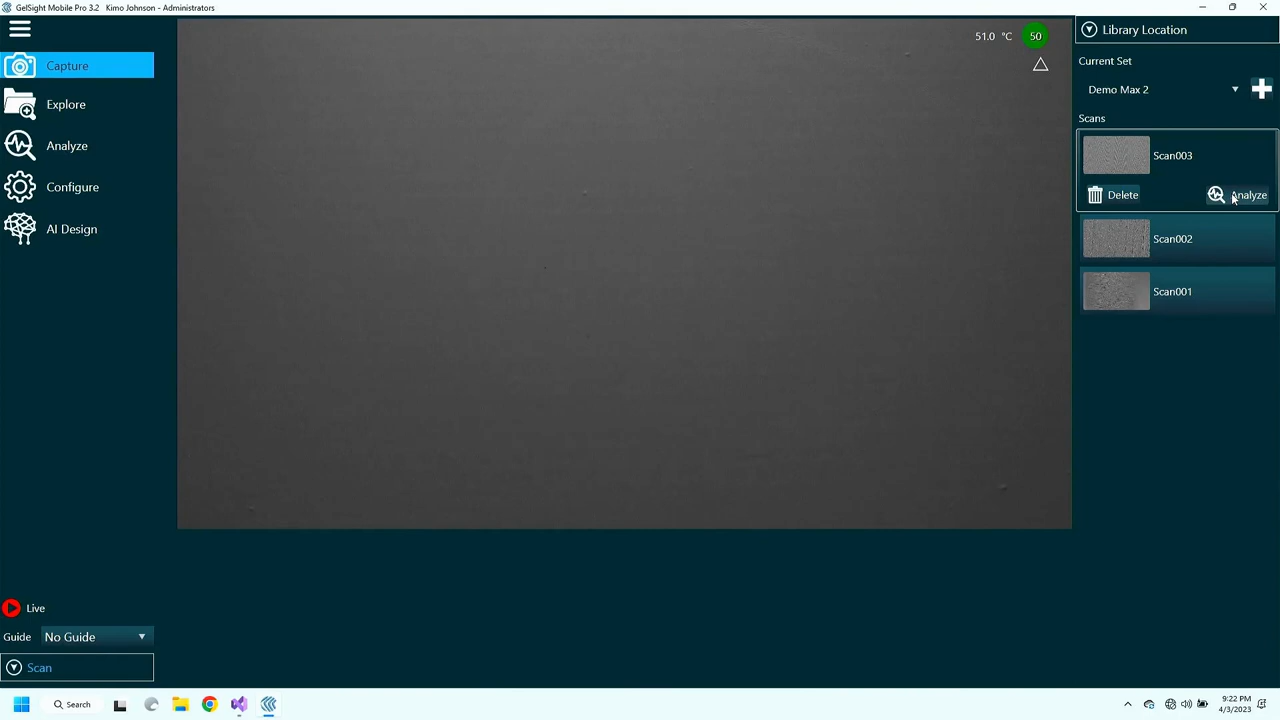 GelSight Mobile Pro 3.2 Kimo Johnson - Administrators
Capture
Explore
Analyze
Configure
AI Design
Live
Guide No Guide
Scan
51.0 °C 50
Library Location
Current Set
Demo Max 2
Scans
Scan003
Delete Analyze
Scan002
Scan001
Search
9:22 PM
4/3/2023